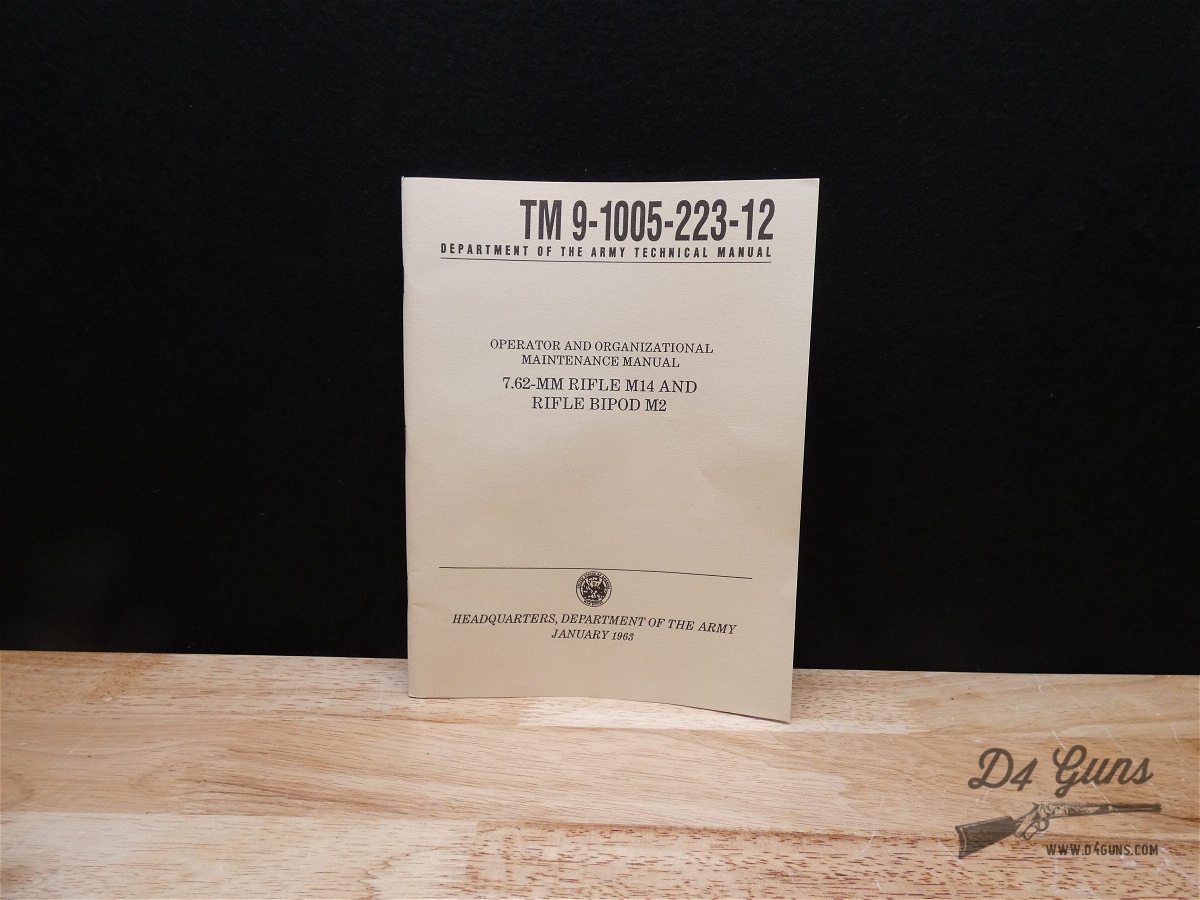 TM 9-1005-223-12
DEPARTMENT OF THE ARMY TECHNICAL MANUAL
OPERATOR AND ORGANIZATIONAL
MAINTENANCE MANUAL
7.62-MM RIFLE M14 AND
RIFLE BIPOD M2
HEADQUARTERS, DEPARTMENT OF THE ARMY
JANUARY 1963
D4 Guns
WWW.D4GUNS.COM